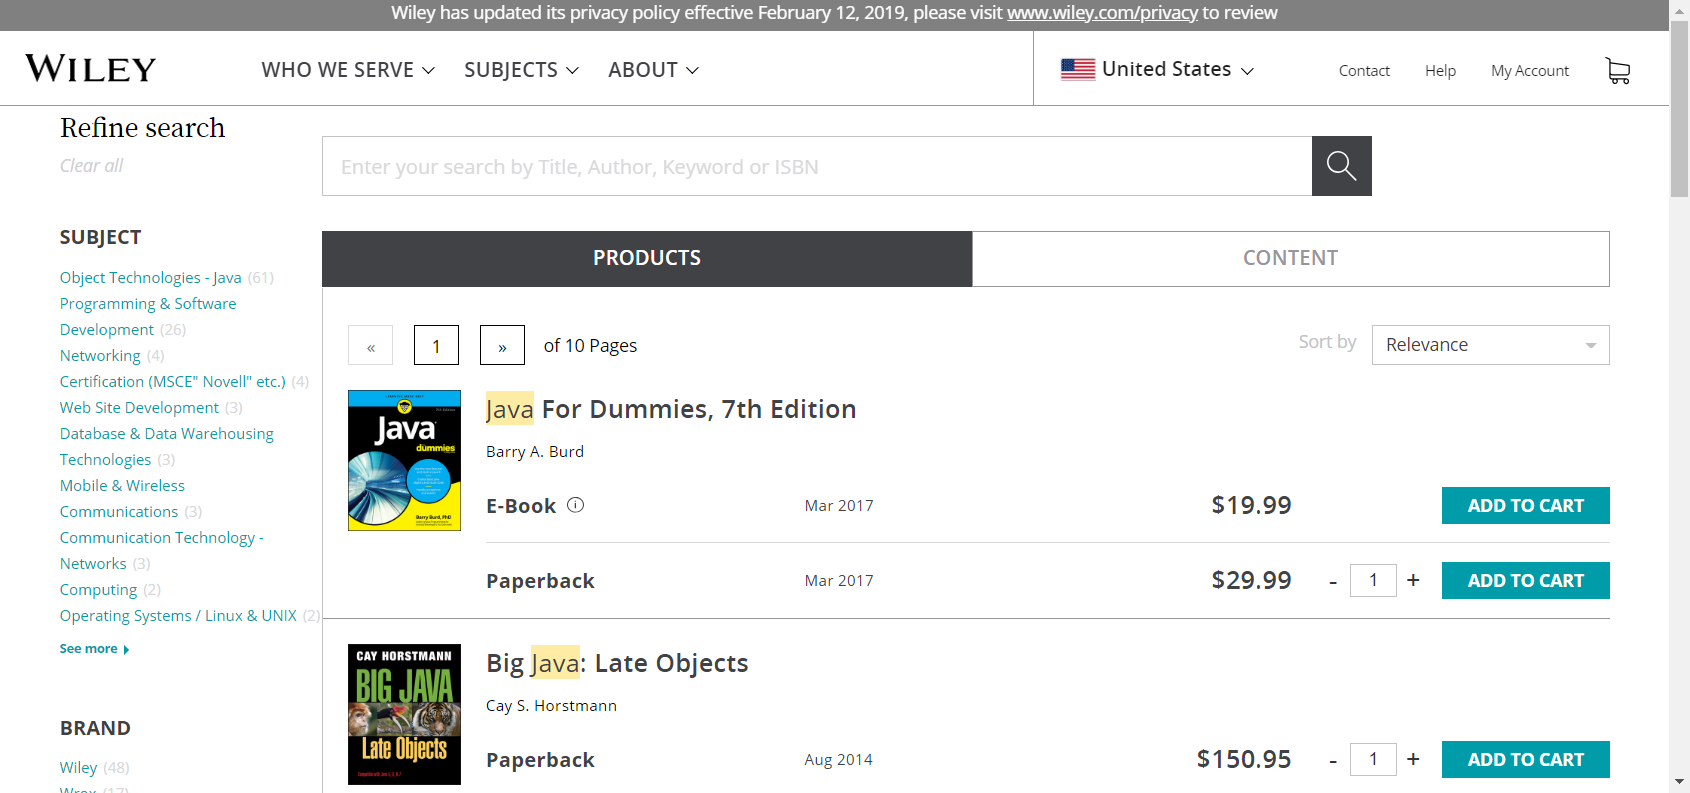 Wiley has updated its privacy policy effective February 12, 2019, please visit www.wiley.com/privacy to review
WILEY
WHO WE SERVE
SUBJECTS
ABOUT
United States
Contact
Help
My Account
Refine search
Clear all
Enter your search by Title, Author, Keyword or ISBN
SUBJECT
Object Technologies - Java (61)
Programming & Software
Development (26)
Networking (4)
Certification (MSCE" Novell" etc.) (4)
Web Site Development (3)
Database & Data Warehousing
Technologies (3)
Mobile & Wireless
Communications (3)
Communication Technology -
Networks (3)
Computing (2)
Operating Systems / Linux & UNIX (2)
See more
BRAND
Wiley (48)
Wrox (17)
PRODUCTS
CONTENT
« 1 » of 10 Pages
Sort by Relevance
Java
dummies
Barry Burd, PhD
Java For Dummies, 7th Edition
Barry A. Burd
E-Book Mar 2017 $19.99 ADD TO CART
Paperback Mar 2017 $29.99 - 1 + ADD TO CART
CAY HORSTMANN
BIG JAVA
Late Objects
Big Java: Late Objects
Cay S. Horstmann
Paperback Aug 2014 $150.95 - 1 + ADD TO CART